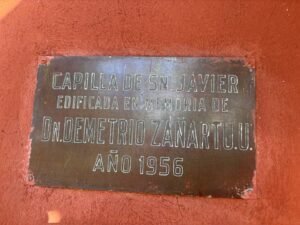 CAPILLA DE SN. JAVIER
EDIFICADA EN MEMORIA DE
DN. DEMETRIO ZAÑARTU.U.
AÑO 1956